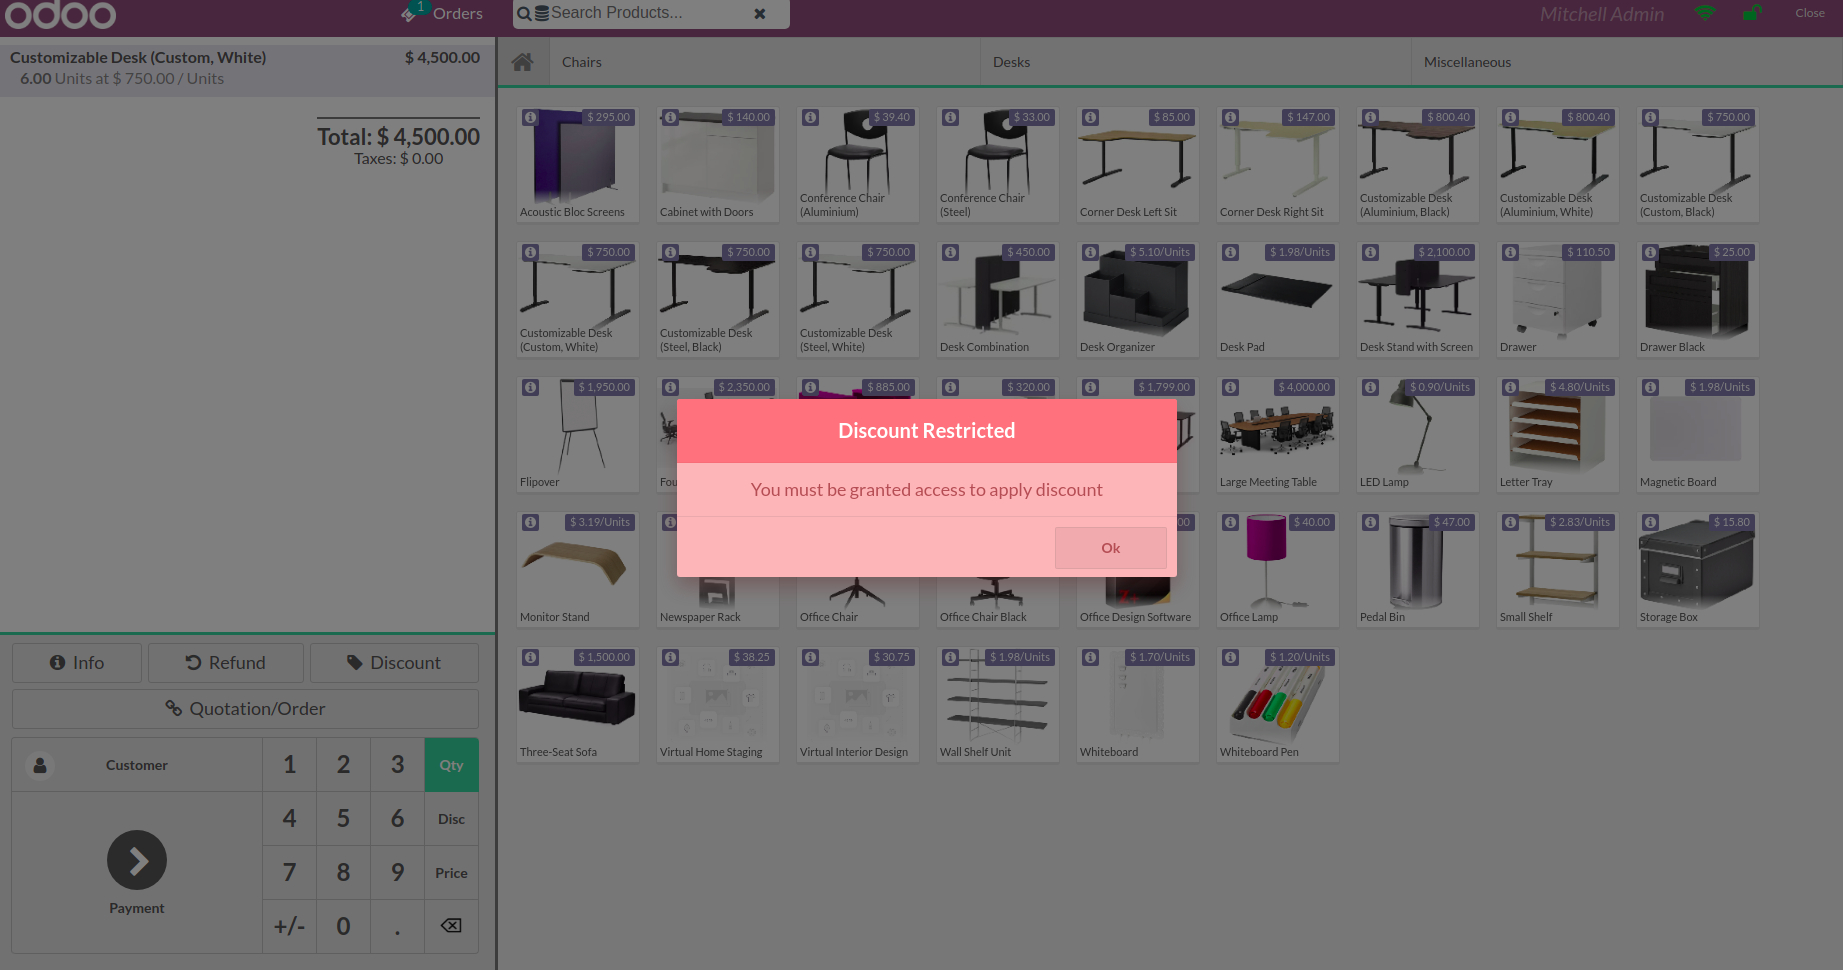 odoo
1
Orders
Search Products...
Mitchell Admin
Close
Customizable Desk (Custom, White)
$ 4,500.00
6.00 Units at $ 750.00 / Units
Total: $ 4,500.00
Taxes: $ 0.00
Chairs
Desks
Miscellaneous
$ 295.00
Acoustic Bloc Screens
$ 140.00
Cabinet with Doors
$ 39.40
Conference Chair
(Aluminium)
$ 33.00
Conference Chair
(Steel)
$ 85.00
Corner Desk Left Sit
$ 147.00
Corner Desk Right Sit
$ 800.40
Customizable Desk
(Aluminium, Black)
$ 800.40
Customizable Desk
(Aluminium, White)
$ 750.00
Customizable Desk
(Custom, Black)
$ 750.00
Customizable Desk
(Custom, White)
$ 750.00
Customizable Desk
(Steel, Black)
$ 750.00
Customizable Desk
(Steel, White)
$ 450.00
Desk Combination
$ 5.10/Units
Desk Organizer
$ 1.98/Units
Desk Pad
$ 2,100.00
Desk Stand with Screen
$ 110.50
Drawer
$ 25.00
Drawer Black
$ 1,950.00
Flipover
$ 2,350.00
Fou
$ 885.00
$ 320.00
$ 1,799.00
$ 4,000.00
Large Meeting Table
$ 0.90/Units
LED Lamp
$ 4.80/Units
Letter Tray
$ 1.98/Units
Magnetic Board
Discount Restricted
You must be granted access to apply discount
Ok
$ 3.19/Units
Monitor Stand
Newspaper Rack
Office Chair
Office Chair Black
00
Office Design Software
$ 40.00
Office Lamp
$ 47.00
Pedal Bin
$ 2.83/Units
Small Shelf
$ 15.80
Storage Box
$ 1,500.00
Three-Seat Sofa
$ 38.25
Virtual Home Staging
$ 30.75
Virtual Interior Design
$ 1.98/Units
Wall Shelf Unit
$ 1.70/Units
Whiteboard
$ 1.20/Units
Whiteboard Pen
Info
Refund
Discount
Quotation/Order
Customer
1 2 3 Qty
4 5 6 Disc
7 8 9 Price
Payment
+/- 0 .